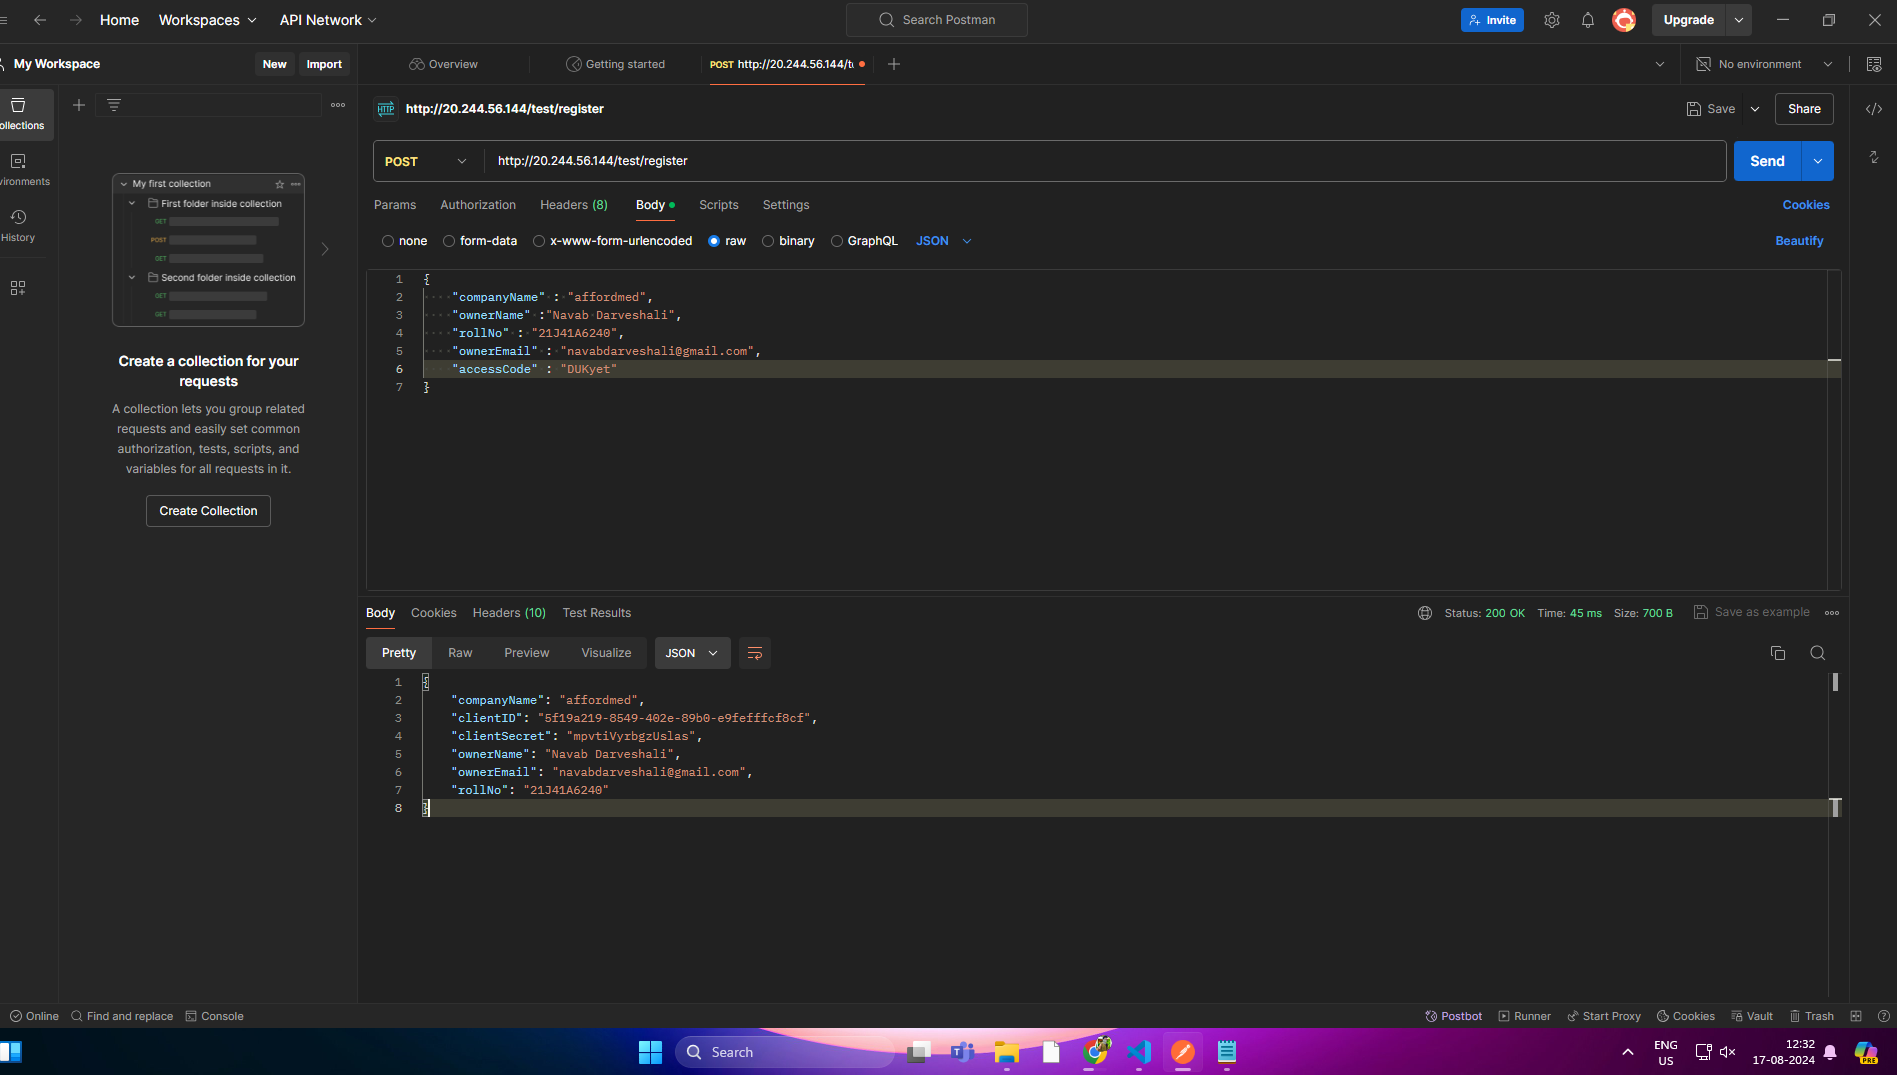 Home
Workspaces
API Network
Search Postman
Invite
Upgrade
My Workspace
New
Import
Overview
Getting started
POST http://20.244.56.144/t
No environment
ollections
HTTP
http://20.244.56.144/test/register
Save
Share
POST
http://20.244.56.144/test/register
Send
vironments
Params
Authorization
Headers (8)
Body
Scripts
Settings
Cookies
History
none
form-data
x-www-form-urlencoded
raw
binary
GraphQL
JSON
Beautify
My first collection
First folder inside collection
GET
POST
GET
Second folder inside collection
GET
GET
Create a collection for your
requests
A collection lets you group related
requests and easily set common
authorization, tests, scripts, and
variables for all requests in it.
Create Collection
1 {
2 "companyName" : "affordmed",
3 "ownerName" :"Navab Darveshali",
4 "rollNo" : "21J41A6240",
5 "ownerEmail" : "navabdarveshali@gmail.com",
6 "accessCode" : "DUKyet"
7 }
Body
Cookies
Headers (10)
Test Results
Status: 200 OK
Time: 45 ms
Size: 700 B
Save as example
Pretty
Raw
Preview
Visualize
JSON
1 {
2 "companyName": "affordmed",
3 "clientID": "5f19a219-8549-402e-89b0-e9fefffcf8cf",
4 "clientSecret": "mpvtiVyrbgzUslas",
5 "ownerName": "Navab Darveshali",
6 "ownerEmail": "navabdarveshali@gmail.com",
7 "rollNo": "21J41A6240"
8 }
Online
Find and replace
Console
Postbot
Runner
Start Proxy
Cookies
Vault
Trash
Search
ENG
US
12:32
17-08-2024
PRE